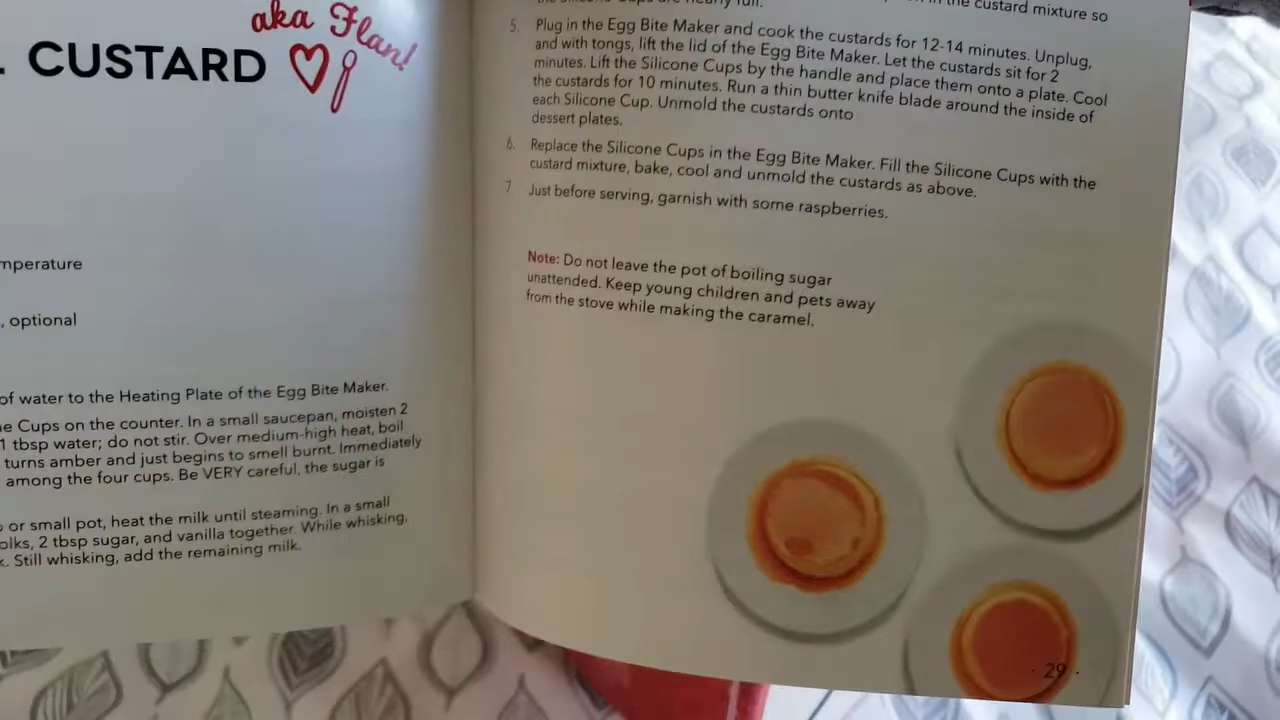 aka Flan!
. CUSTARD
mperature
, optional
of water to the Heating Plate of the Egg Bite Maker.
e Cups on the counter. In a small saucepan, moisten 2
1 tbsp water; do not stir. Over medium-high heat, boil
turns amber and just begins to smell burnt. Immediately
among the four cups. Be VERY careful, the sugar is
or small pot, heat the milk until steaming. In a small
olks, 2 tbsp sugar, and vanilla together. While whisking,
k. Still whisking, add the remaining milk.
the custard mixture so
full.
5. Plug in the Egg Bite Maker and cook the custards for 12-14 minutes. Unplug,
and with tongs, lift the lid of the Egg Bite Maker. Let the custards sit for 2
minutes. Lift the Silicone Cups by the handle and place them onto a plate. Cool
the custards for 10 minutes. Run a thin butter knife blade around the inside of
each Silicone Cup. Unmold the custards onto
dessert plates.
6. Replace the Silicone Cups in the Egg Bite Maker. Fill the Silicone Cups with the
custard mixture, bake, cool and unmold the custards as above.
7 Just before serving, garnish with some raspberries.
Note: Do not leave the pot of boiling sugar
unattended. Keep young children and pets away
from the stove while making the caramel.
· 29 ·